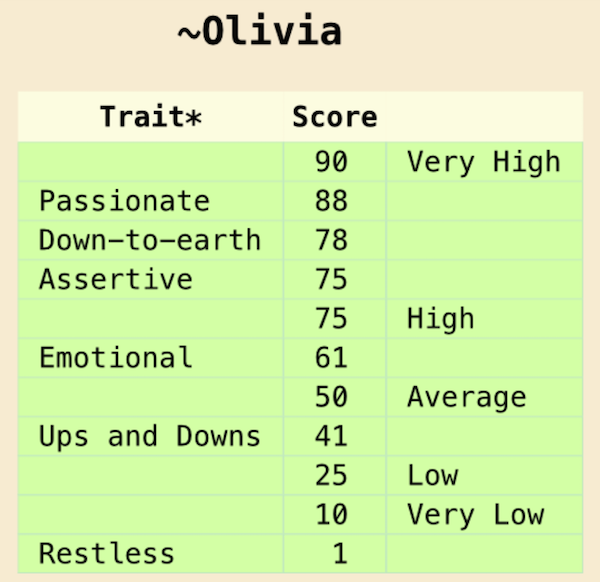 ~Olivia
Trait* Score
90 Very High
Passionate 88
Down-to-earth 78
Assertive 75
75 High
Emotional 61
50 Average
Ups and Downs 41
25 Low
10 Very Low
Restless 1